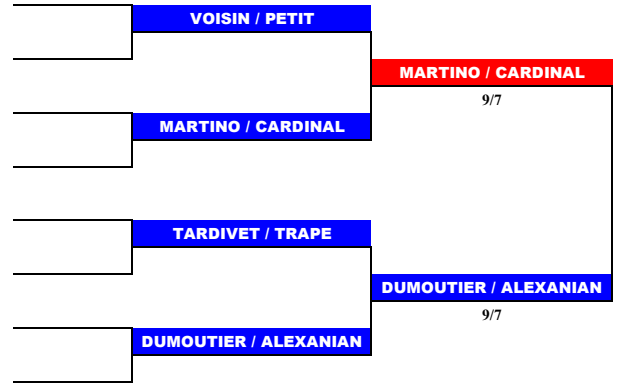 VOISIN / PETIT
MARTINO / CARDINAL
9/7
MARTINO / CARDINAL
TARDIVET / TRAPE
DUMOUTIER / ALEXANIAN
9/7
DUMOUTIER / ALEXANIAN